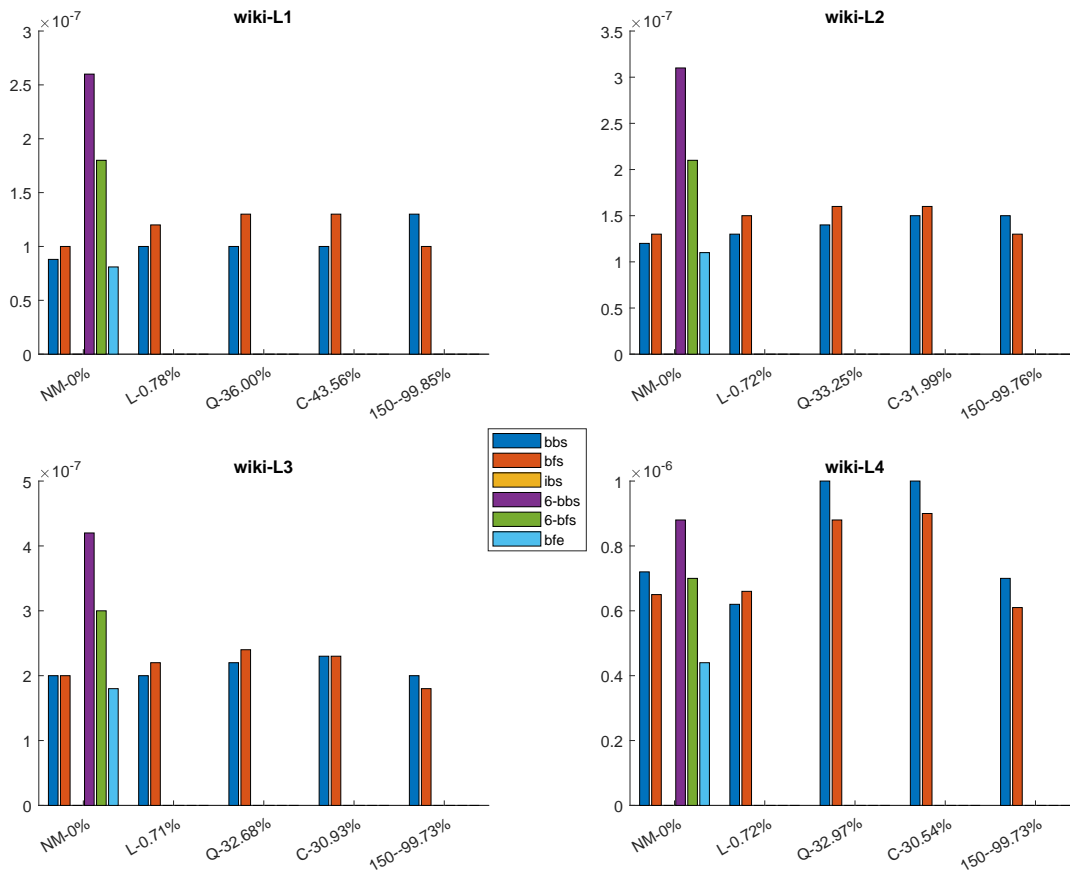 wiki-L1
×10-7
3
2.5
2
1.5
1
0.5
0
NM-0%
L-0.78%
Q-36.00%
C-43.56%
150--99.85%
wiki-L2
×10-7
3.5
3
2.5
2
1.5
1
0.5
0
NM-0%
L-0.72%
Q-33.25%
C-31.99%
150--99.76%
bbs
bfs
ibs
6-bbs
6-bfs
bfe
wiki-L3
×10-7
5
4
3
2
1
0
NM-0%
L-0.71%
Q-32.68%
C-30.93%
150--99.73%
wiki-L4
×10-6
1
0.8
0.6
0.4
0.2
0
NM-0%
L-0.72%
Q-32.97%
C-30.54%
150--99.73%